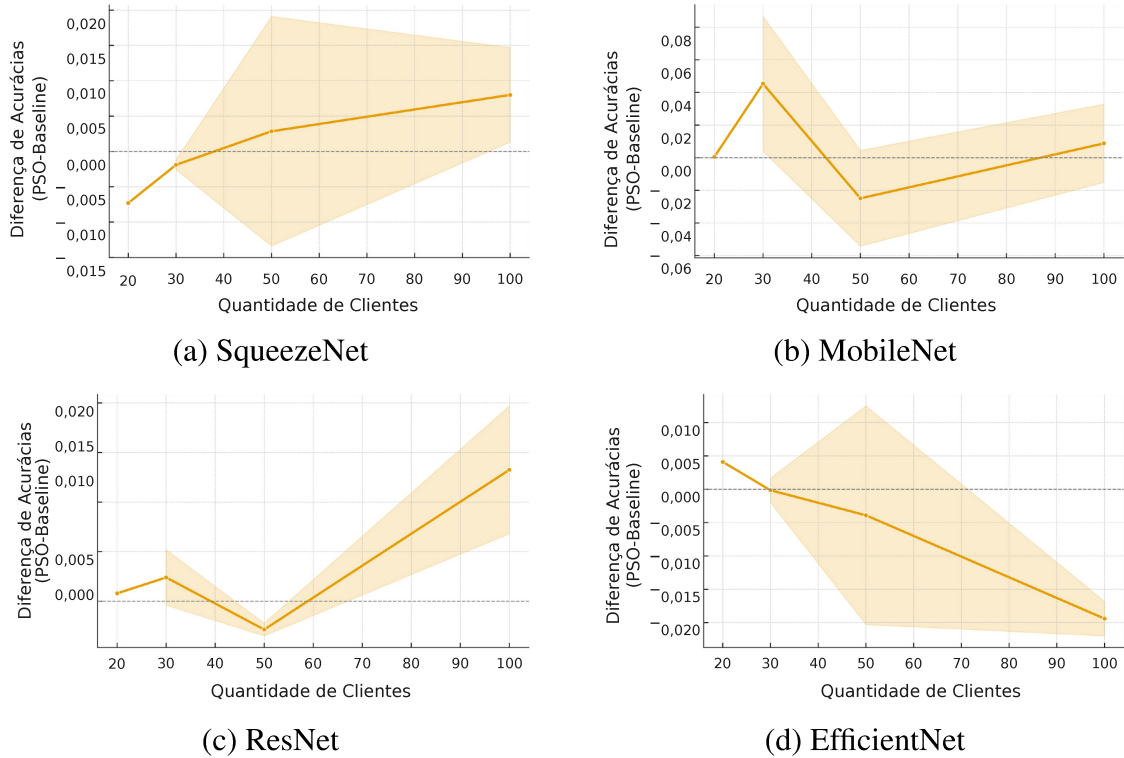 Diferença de Acurácias
(PSO-Baseline)
0,020
0,015
0,010
0,005
0,000
−
0,005
−
0,010
−
0,015
20 30 40 50 60 70 80 90 100
Quantidade de Clientes
(a) SqueezeNet
Diferença de Acurácias
(PSO-Baseline)
0,08
0,06
0,04
0,02
0,00
−
0,02
−
0,04
−
0,06
20 30 40 50 60 70 80 90 100
Quantidade de Clientes
(b) MobileNet
Diferença de Acurácias
(PSO-Baseline)
0,020
0,015
0,010
0,005
0,000
20 30 40 50 60 70 80 90 100
Quantidade de Clientes
(c) ResNet
Diferença de Acurácias
(PSO-Baseline)
0,010
0,005
0,000
−0,005
−0,010
−0,015
−0,020
20 30 40 50 60 70 80 90 100
Quantidade de Clientes
(d) EfficientNet